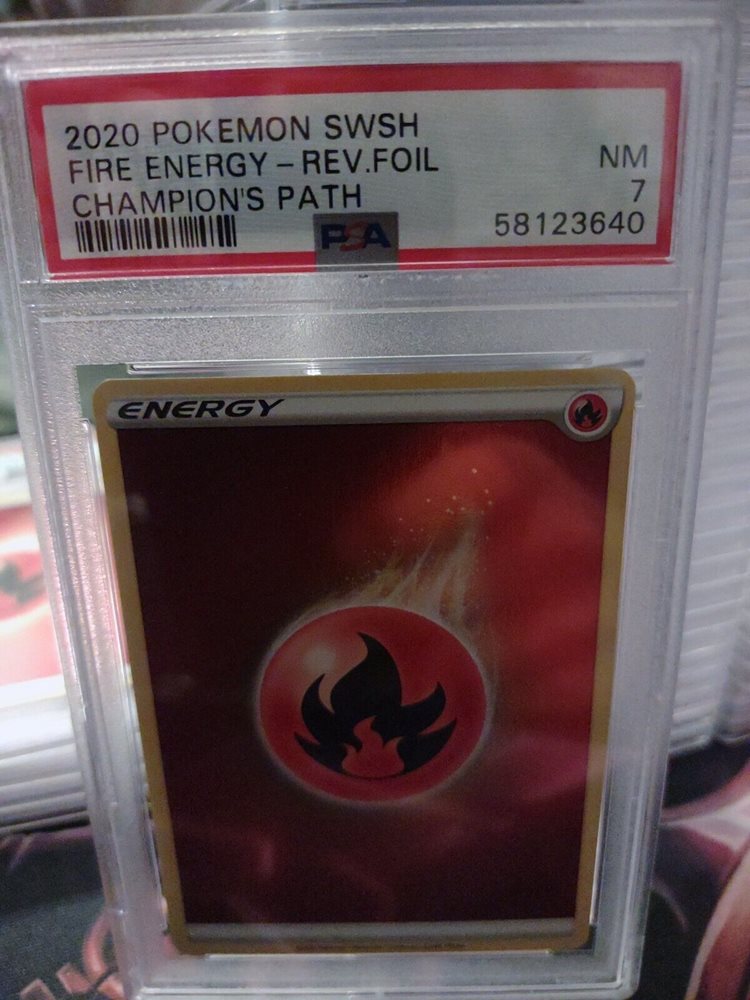 2020 POKEMON SWSH
FIRE ENERGY – REV.FOIL NM
CHAMPION'S PATH 7
PSA 58123640
ENERGY